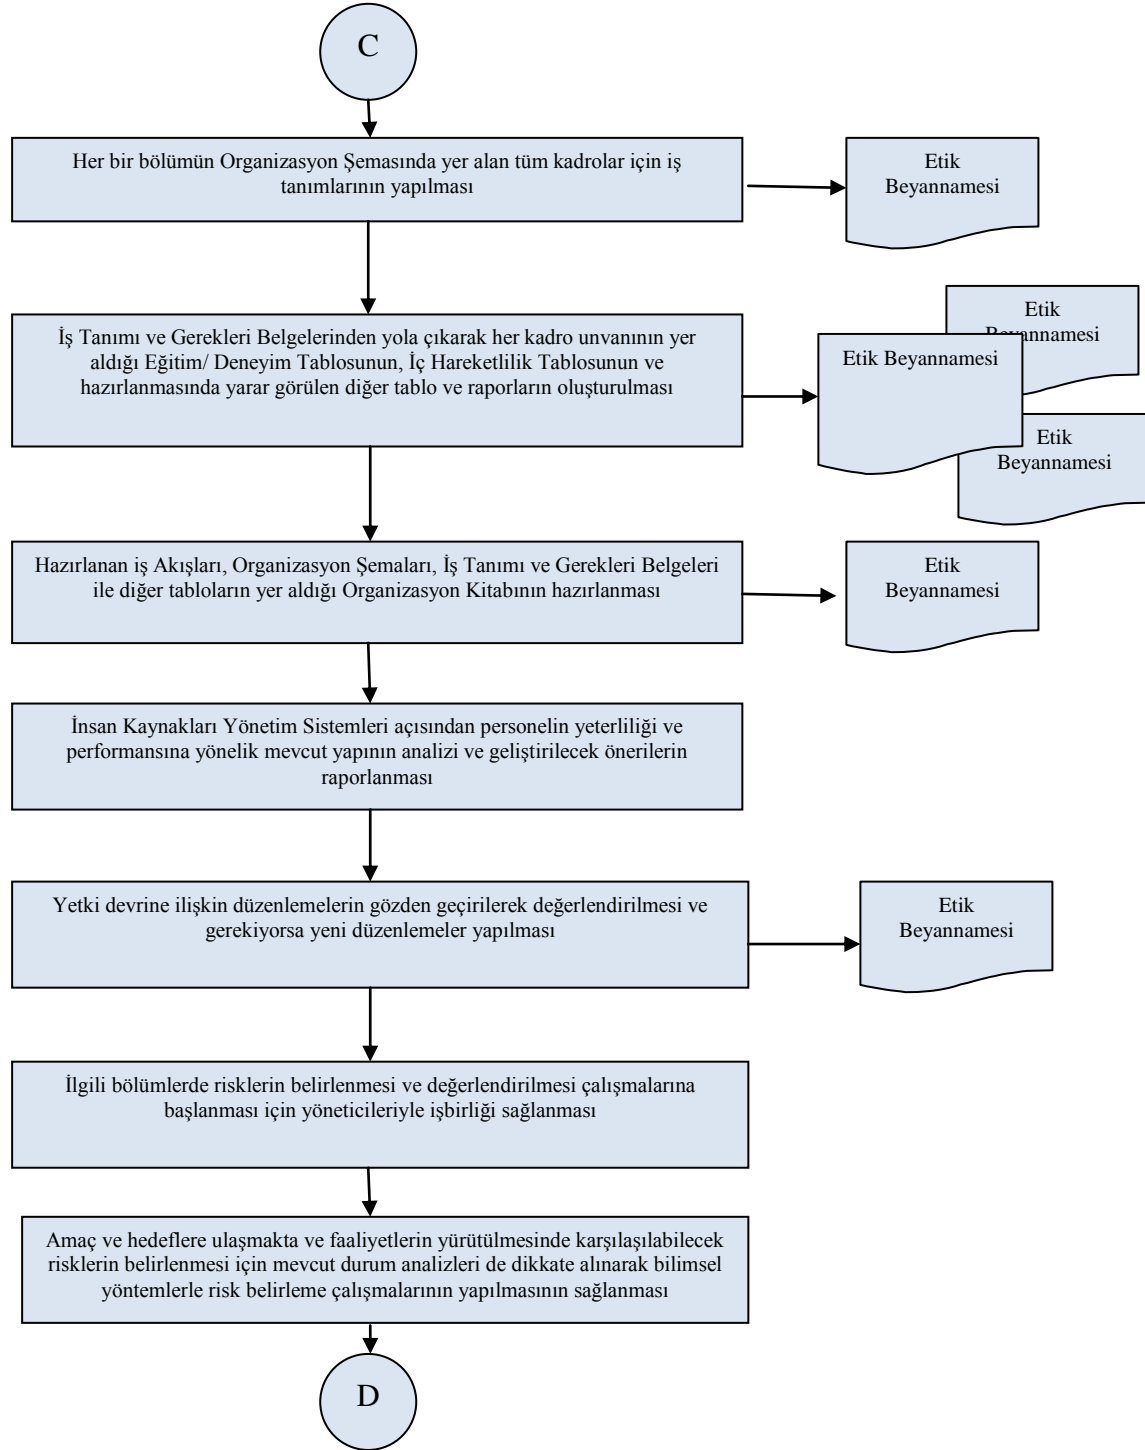 C
Her bir bölümün Organizasyon Şemasında yer alan tüm kadrolar için iş
tanımlarının yapılması
Etik
Beyannamesi
İş Tanımı ve Gerekleri Belgelerinden yola çıkarak her kadro unvanının yer
aldığı Eğitim/ Deneyim Tablosunun, İç Hareketlilik Tablosunun ve
hazırlanmasında yarar görülen diğer tablo ve raporların oluşturulması
Etik
Beyannamesi
Etik Beyannamesi
Etik
Beyannamesi
Hazırlanan iş Akışları, Organizasyon Şemaları, İş Tanımı ve Gerekleri Belgeleri
ile diğer tabloların yer aldığı Organizasyon Kitabının hazırlanması
Etik
Beyannamesi
İnsan Kaynakları Yönetim Sistemleri açısından personelin yeterliliği ve
performansına yönelik mevcut yapının analizi ve geliştirilecek önerilerin
raporlanması
Yetki devrine ilişkin düzenlemelerin gözden geçirilerek değerlendirilmesi ve
gerekiyorsa yeni düzenlemeler yapılması
Etik
Beyannamesi
İlgili bölümlerde risklerin belirlenmesi ve değerlendirilmesi çalışmalarına
başlanması için yöneticileriyle işbirliği sağlanması
Amaç ve hedeflere ulaşmakta ve faaliyetlerin yürütülmesinde karşılaşılabilecek
risklerin belirlenmesi için mevcut durum analizleri de dikkate alınarak bilimsel
yöntemlerle risk belirleme çalışmalarının yapılmasının sağlanması
D